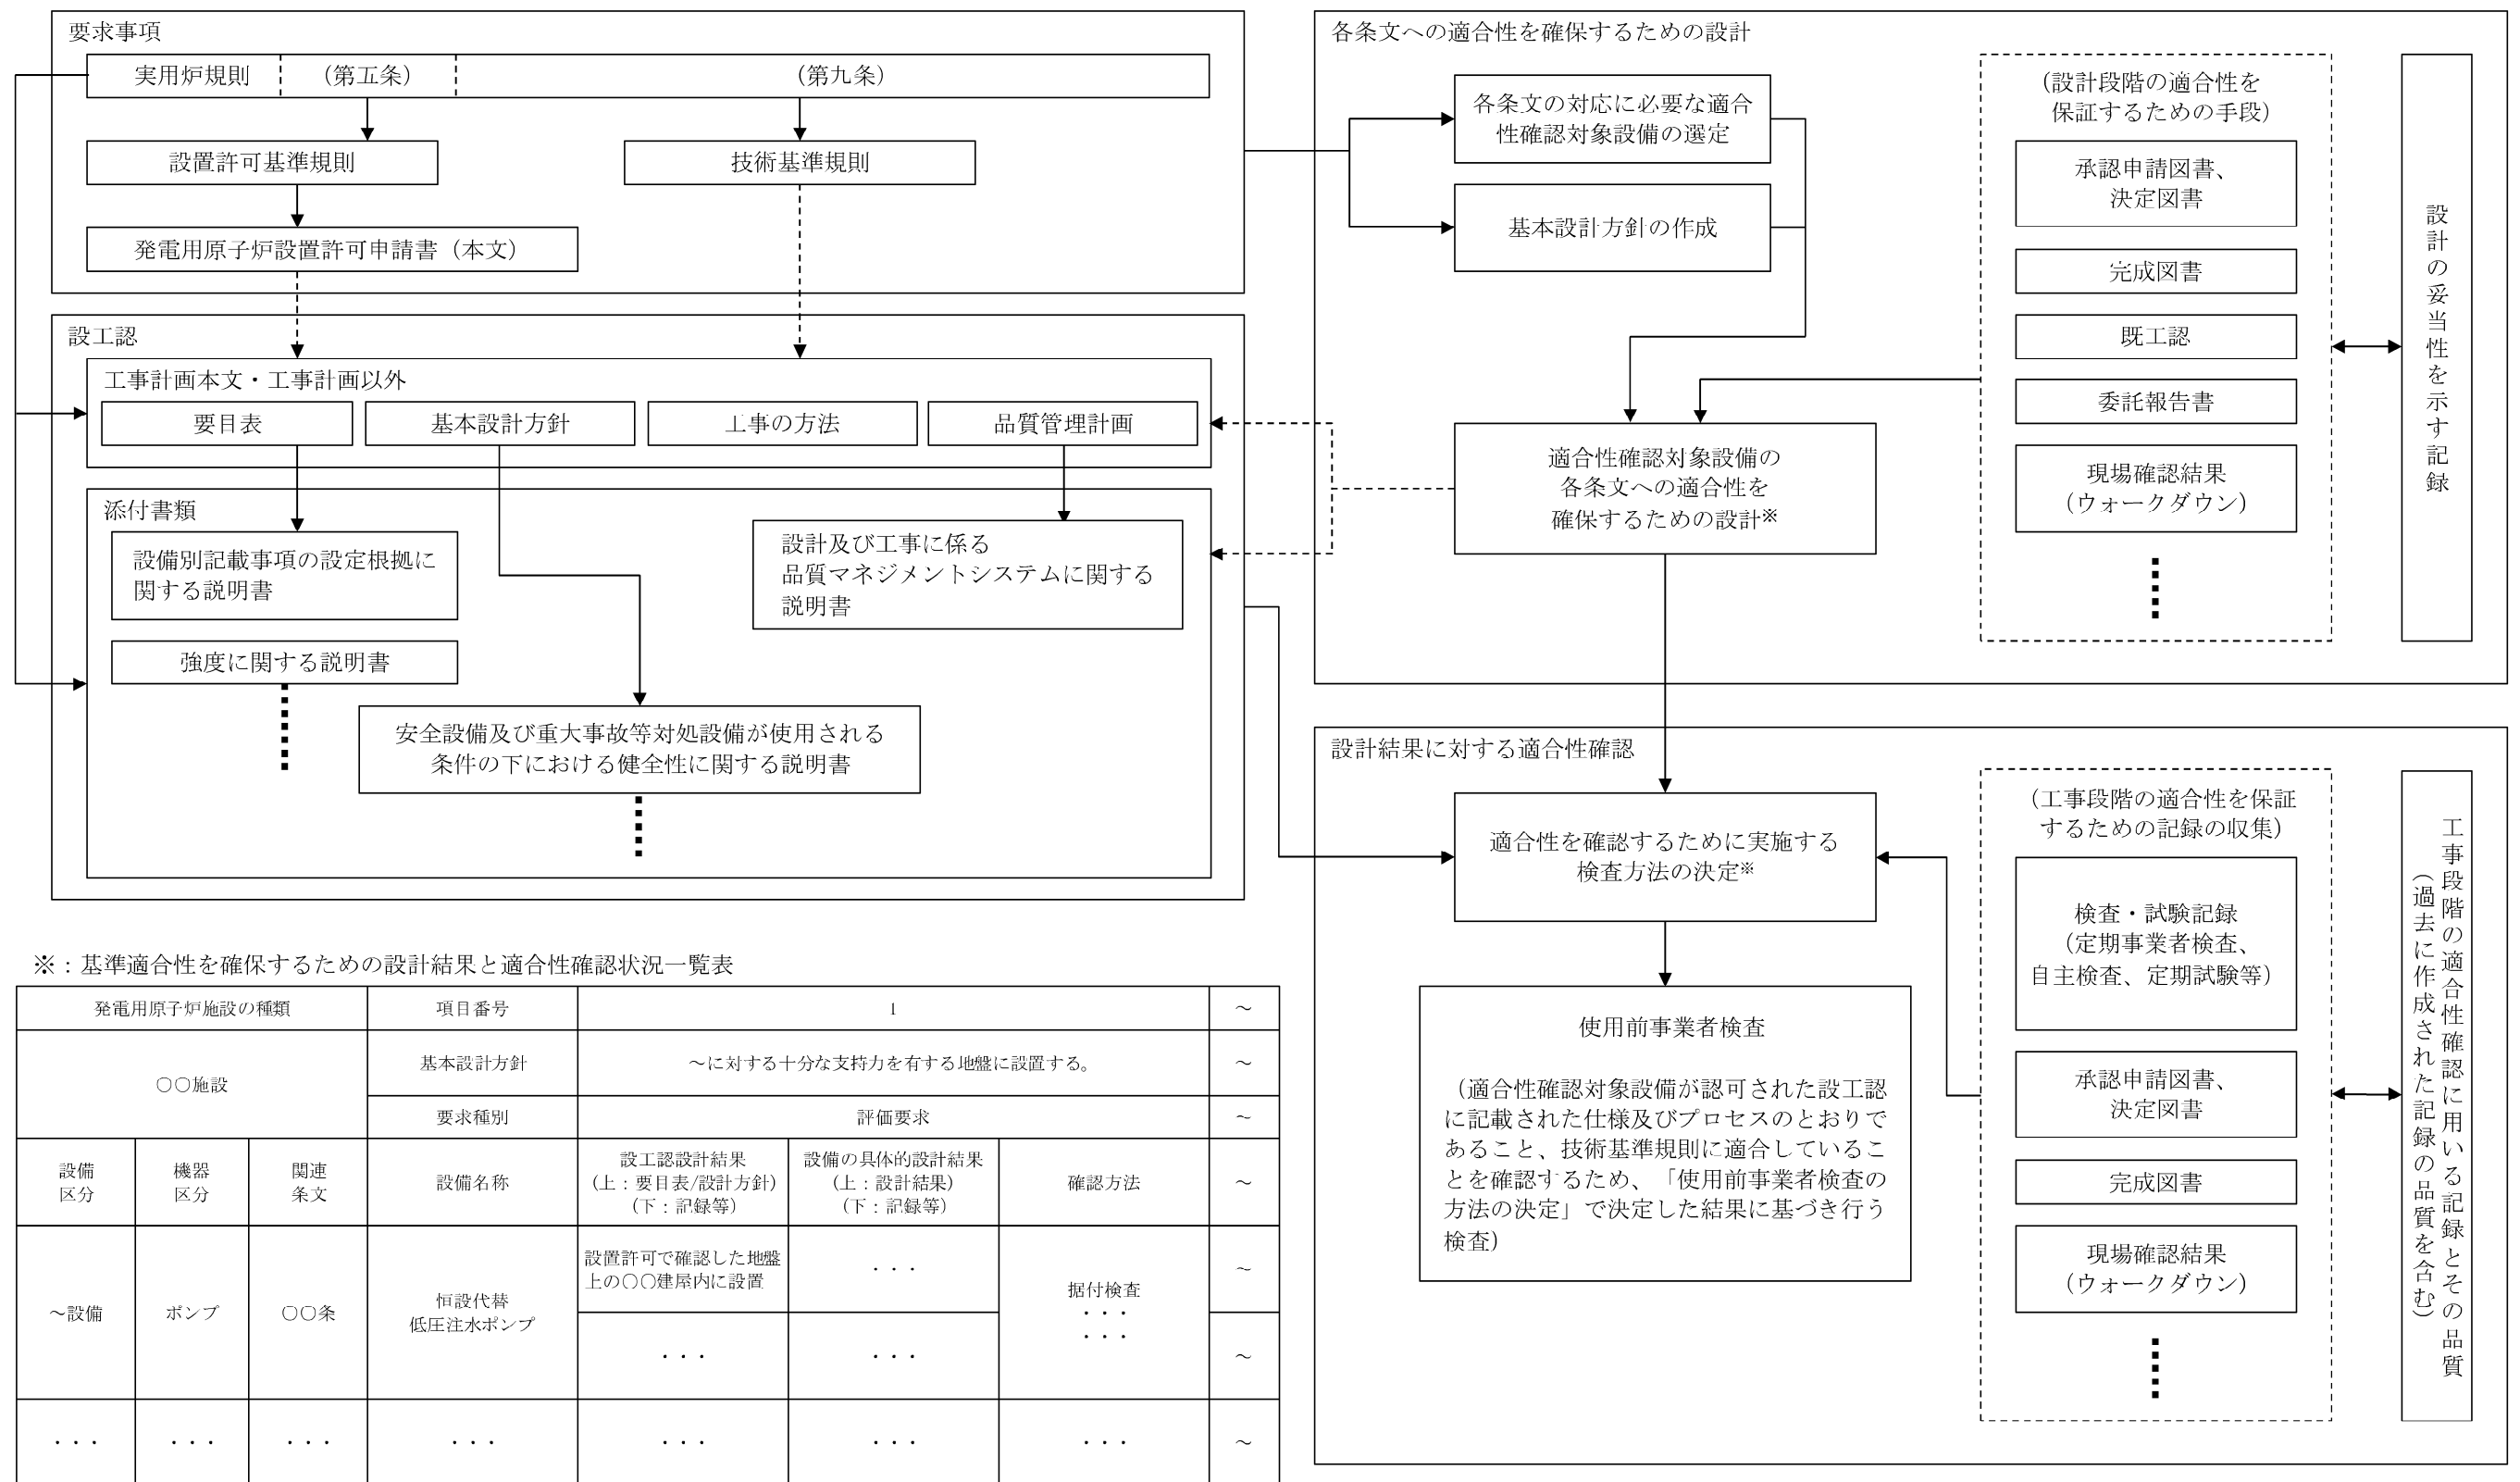 要求事項
実用炉規則
（第五条）
（第九条）
設置許可基準規則
技術基準規則
発電用原子炉設置許可申請書（本文）
設工認
工事計画本文・工事計画以外
要目表
基本設計方針
工事の方法
品質管理計画
添付書類
設備別記載事項の設定根拠に
関する説明書
設計及び工事に係る
品質マネジメントシステムに関する
説明書
強度に関する説明書
安全設備及び重大事故等対処設備が使用される
条件の下における健全性に関する説明書
各条文への適合性を確保するための設計
各条文の対応に必要な適合
性確認対象設備の選定
基本設計方針の作成
適合性確認対象設備の
各条文への適合性を
確保するための設計※
（設計段階の適合性を
保証するための手段）
承認申請図書、
決定図書
完成図書
既工認
委託報告書
現場確認結果
（ウォークダウン）
設計の妥当性を示す記録
設計結果に対する適合性確認
適合性を確認するために実施する
検査方法の決定※
使用前事業者検査
（適合性確認対象設備が認可された設工認
に記載された仕様及びプロセスのとおりで
あること、技術基準規則に適合しているこ
とを確認するため、「使用前事業者検査の
方法の決定」で決定した結果に基づき行う
検査）
（工事段階の適合性を保証
するための記録の収集）
検査・試験記録
（定期事業者検査、
自主検査、定期試験等）
承認申請図書、
決定図書
完成図書
現場確認結果
（ウォークダウン）
工事段階の適合性確認に用いる記録とその品質
（過去に作成された記録の品質を含む）
※：基準適合性を確保するための設計結果と適合性確認状況一覧表
発電用原子炉施設の種類
項目番号
1
～
〇〇施設
基本設計方針
～に対する十分な支持力を有する地盤に設置する。
～
要求種別
評価要求
～
設備
区分
機器
区分
関連
条文
設備名称
設工認設計結果
（上：要目表/設計方針）
（下：記録等）
設備の具体的設計結果
（上：設計結果）
（下：記録等）
確認方法
～
～設備
ポンプ
〇〇条
恒設代替
低圧注水ポンプ
設置許可で確認した地盤
上の〇〇建屋内に設置
・・・
据付検査
・・・
・・・
～
・・・
・・・
～
・・・
・・・
・・・
・・・
・・・
・・・
・・・
～